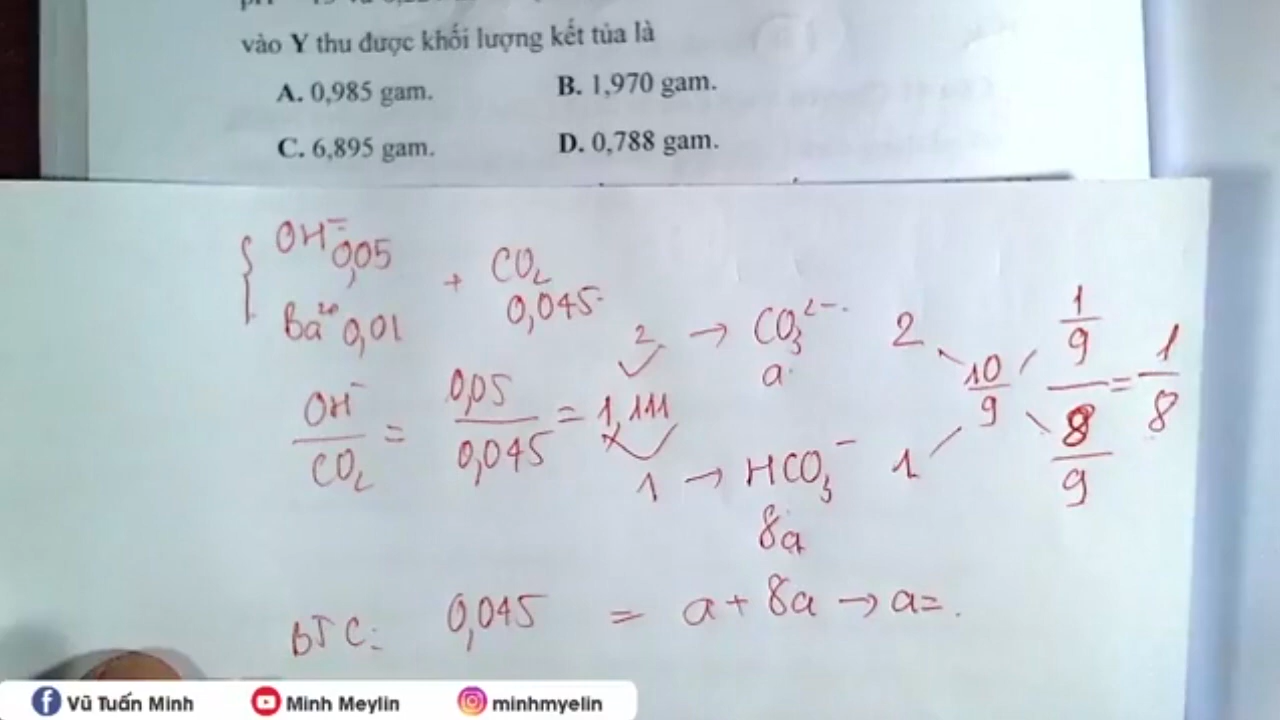 vào Y thu được khối lượng kết tủa là
A. 0,985 gam. B. 1,970 gam.
C. 6,895 gam. D. 0,788 gam.
{ OH⁻ 0,05
Ba²⁺ 0,01
+ CO₂ 0,045
OH⁻/CO₂ = 0,05/0,045 = 1,111
2 → CO₃²⁻
a
1 → HCO₃⁻
8a
2
1
10/9
1/9 / 8/9 = 1/8
BTC: 0,045 = a + 8a → a = .
Vũ Tuấn Minh Minh Meylin minhmyelin